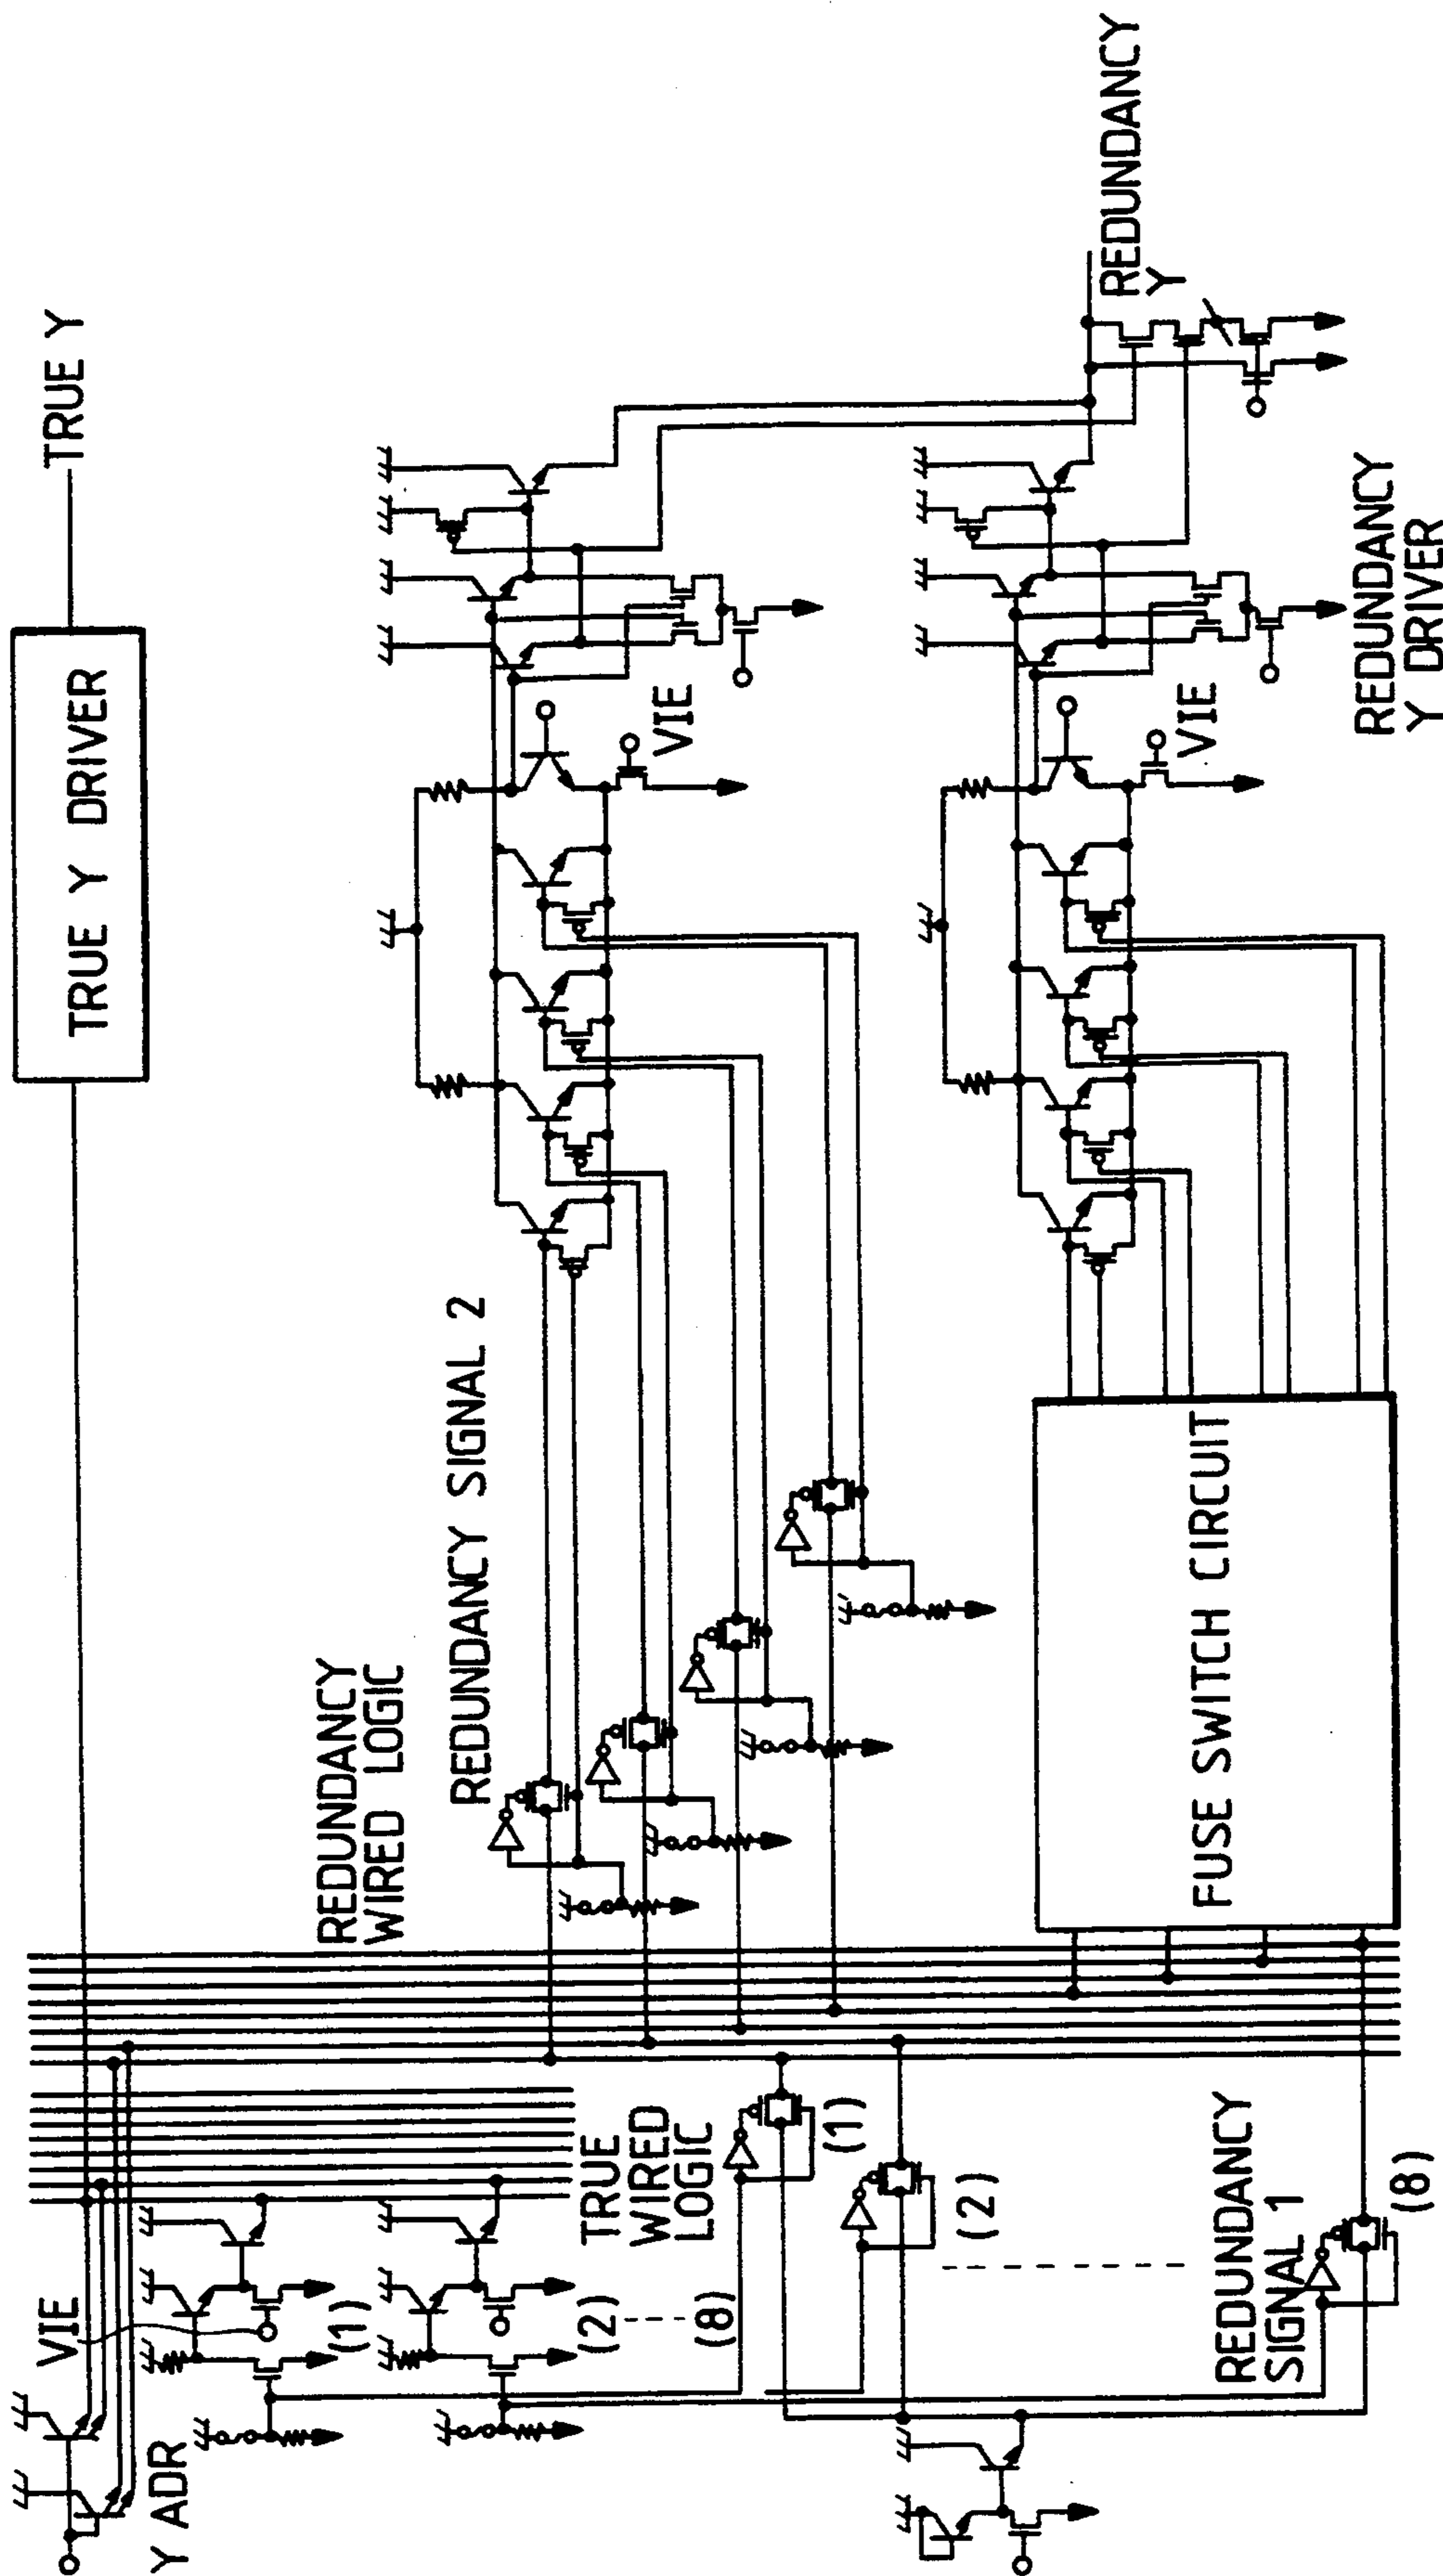 TRUE Y DRIVER
TRUE Y
VIE
Y ADR
(1)
(2)
(8)
TRUE
WIRED
LOGIC
REDUNDANCY
WIRED LOGIC
REDUNDANCY SIGNAL 2
VIE
REDUNDANCY
Y
(1)
(2)
REDUNDANCY
SIGNAL 1
(8)
FUSE SWITCH CIRCUIT
VIE
REDUNDANCY
Y DRIVER